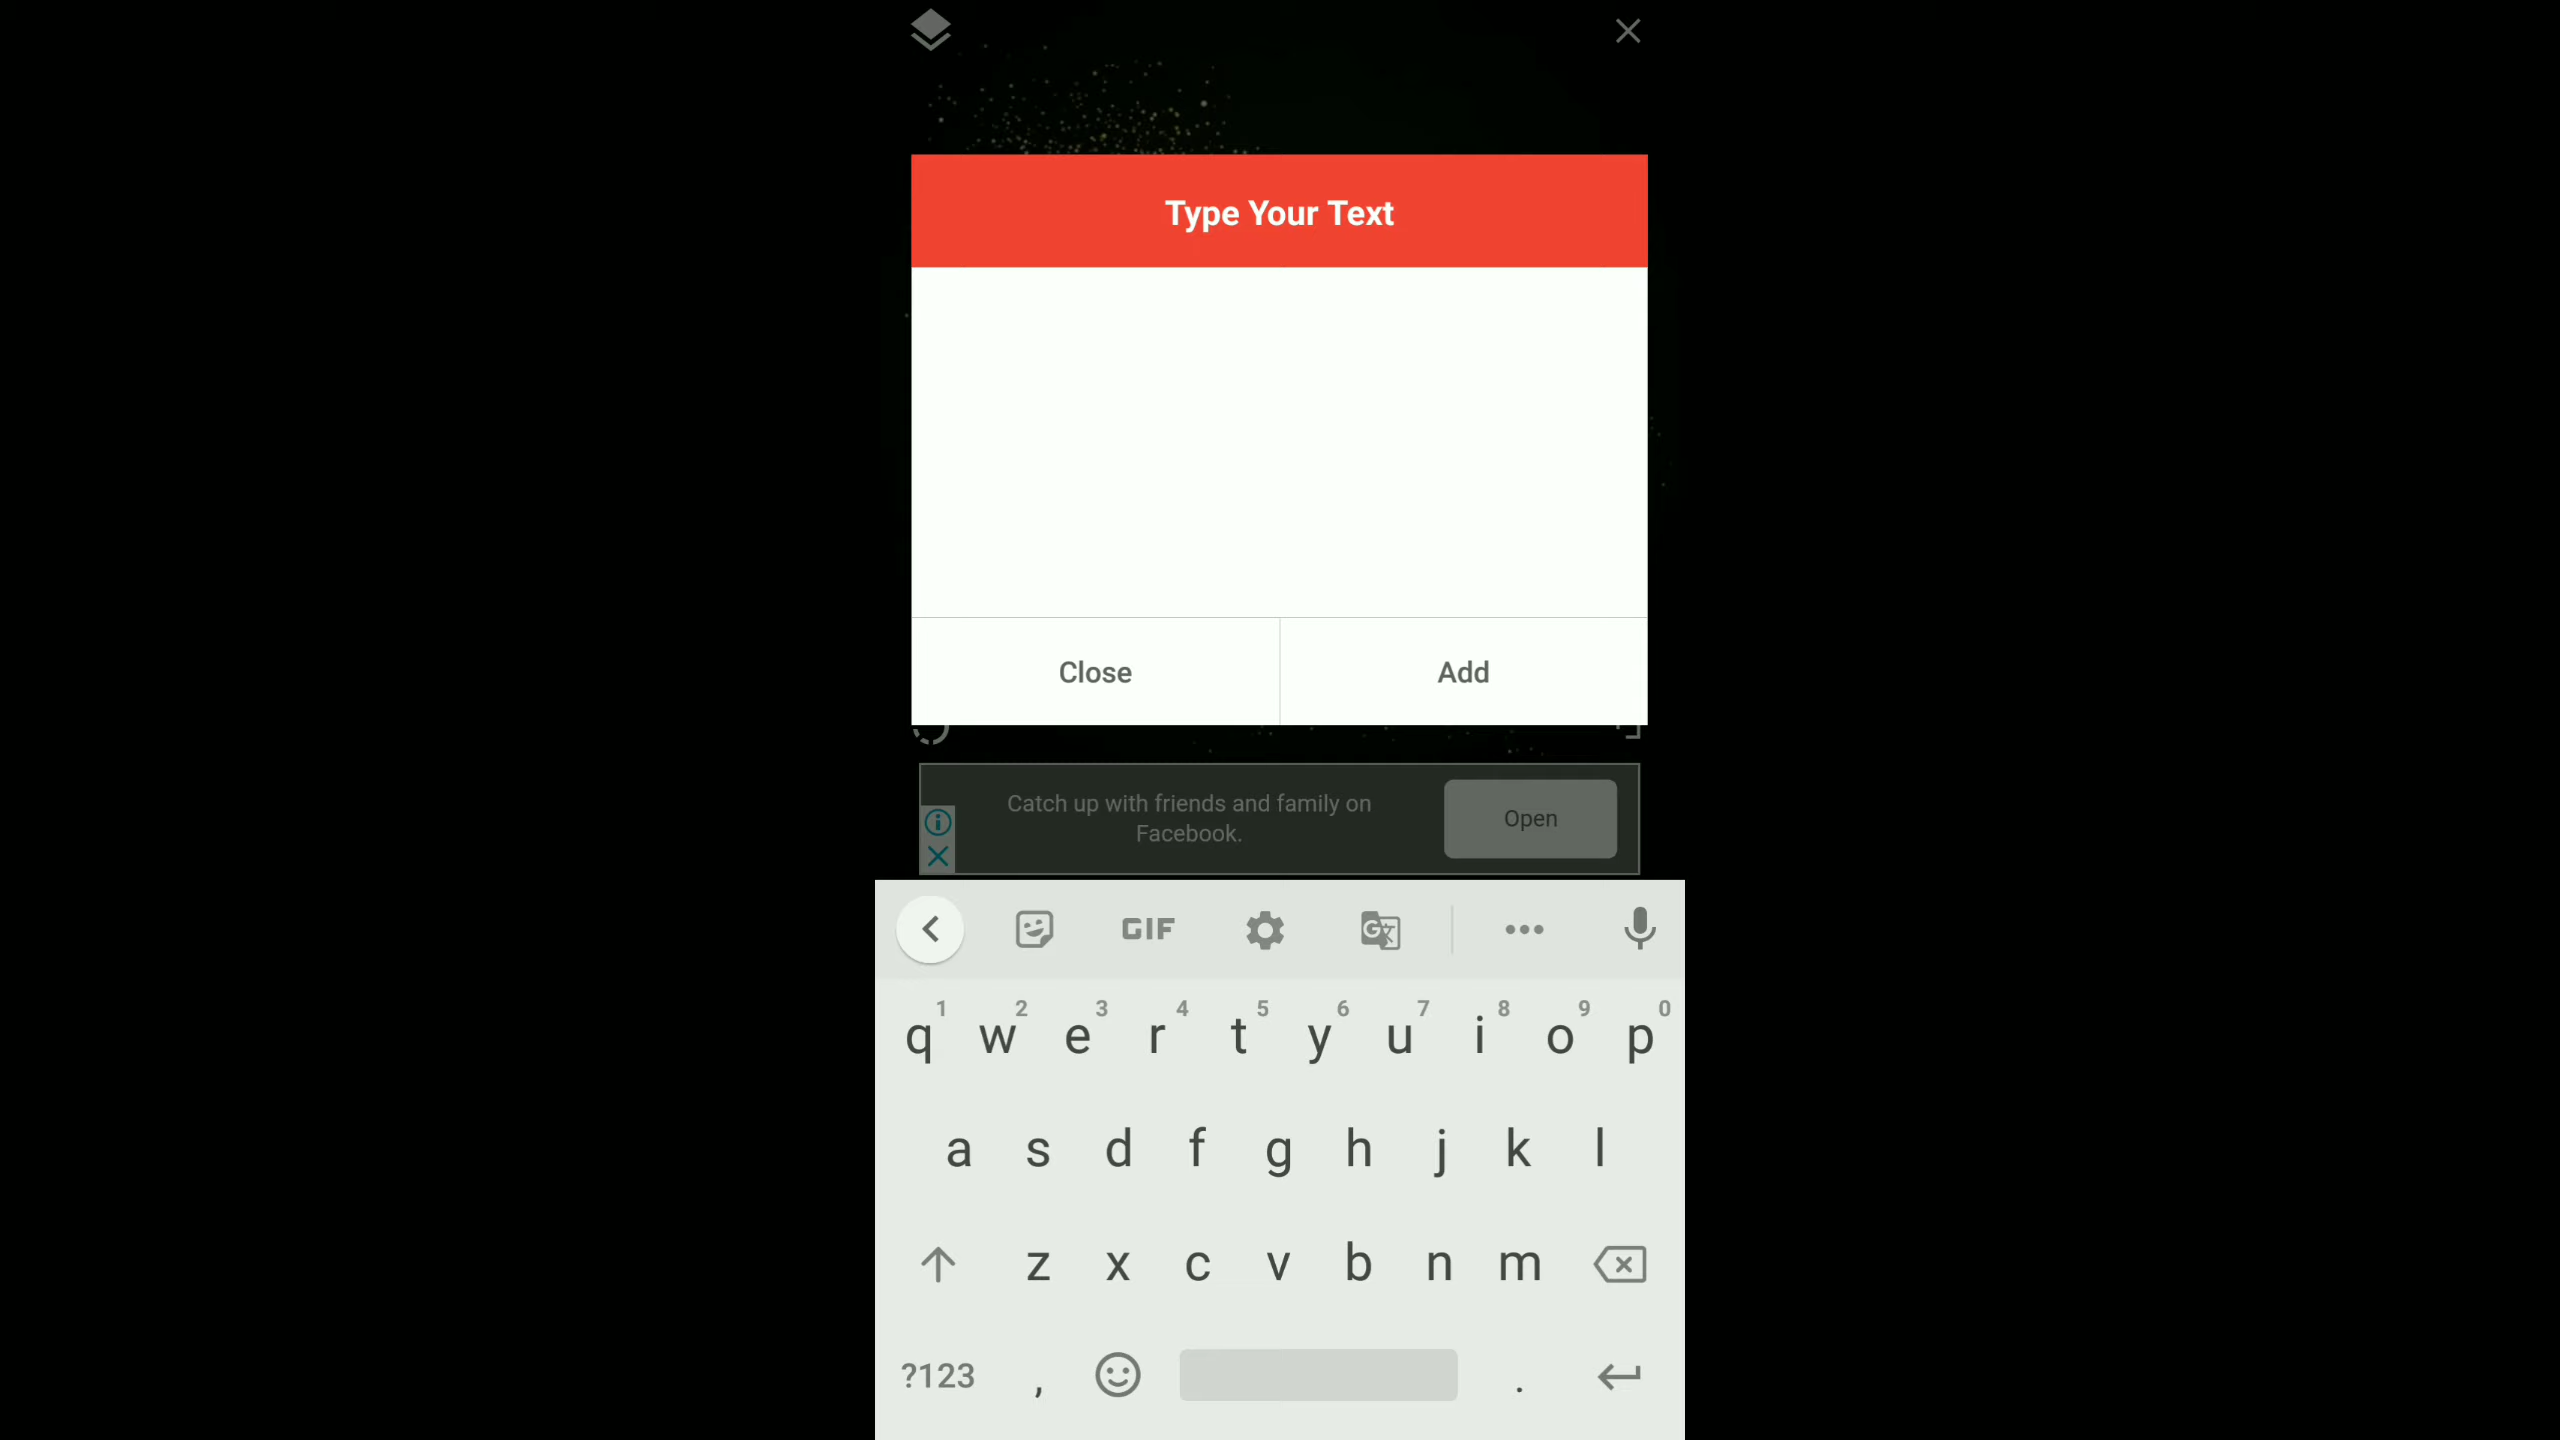 Type Your Text
Close Add
Catch up with friends and family on
Facebook.
Open
GIF G
1 2 3 4 5 6 7 8 9 0
q w e r t y u i o p
a s d f g h j k l
z x c v b n m
?123 , .